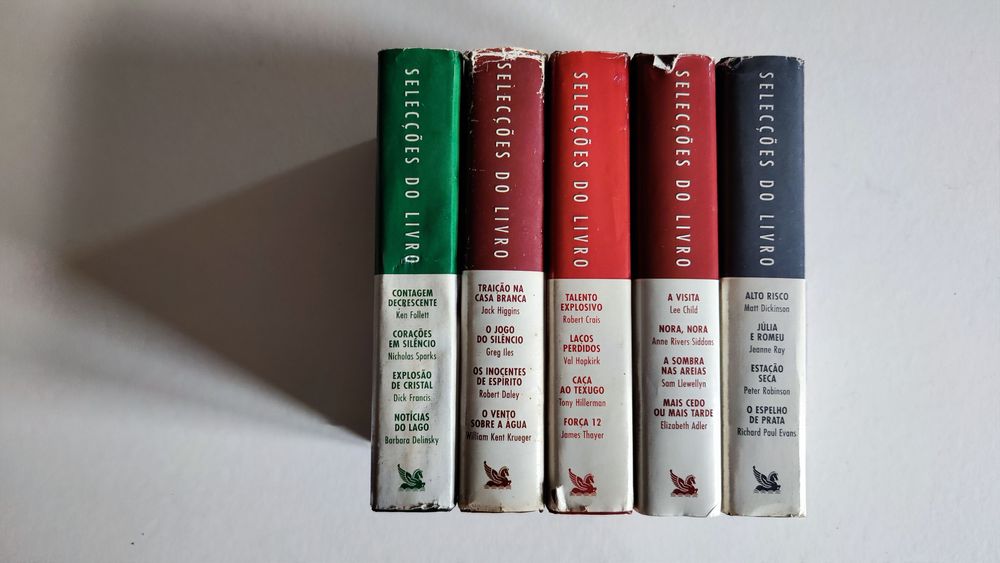 SELECÇÕES DO LIVRO
CONTAGEM
DECRESCENTE
Ken Follett
CORAÇÕES
EM SILÊNCIO
Nicholas Sparks
EXPLOSÃO
DE CRISTAL
Dick Francis
NOTÍCIAS
DO LAGO
Barbara Delinsky
SELECÇÕES DO LIVRO
TRAIÇÃO NA
CASA BRANCA
Jack Higgins
O JOGO
DO SILÊNCIO
Greg Iles
OS INOCENTES
DE ESPÍRITO
Robert Daley
O VENTO
SOBRE A ÁGUA
William Kent Krueger
SELECÇÕES DO LIVRO
TALENTO
EXPLOSIVO
Robert Crais
LAÇOS
PERDIDOS
Val Hopkirk
CAÇA
AO TEXUGO
Tony Hillerman
FORÇA 12
James Thayer
SELECÇÕES DO LIVRO
A VISITA
Lee Child
NORA, NORA
Anne Rivers Siddons
A SOMBRA
NAS AREIAS
Sam Llewellyn
MAIS CEDO
OU MAIS TARDE
Elizabeth Adler
SELECÇÕES DO LIVRO
ALTO RISCO
Matt Dickinson
JÚLIA
E ROMEU
Jeanne Ray
ESTAÇÃO
SECA
Peter Robinson
O ESPELHO
DE PRATA
Richard Paul Evans